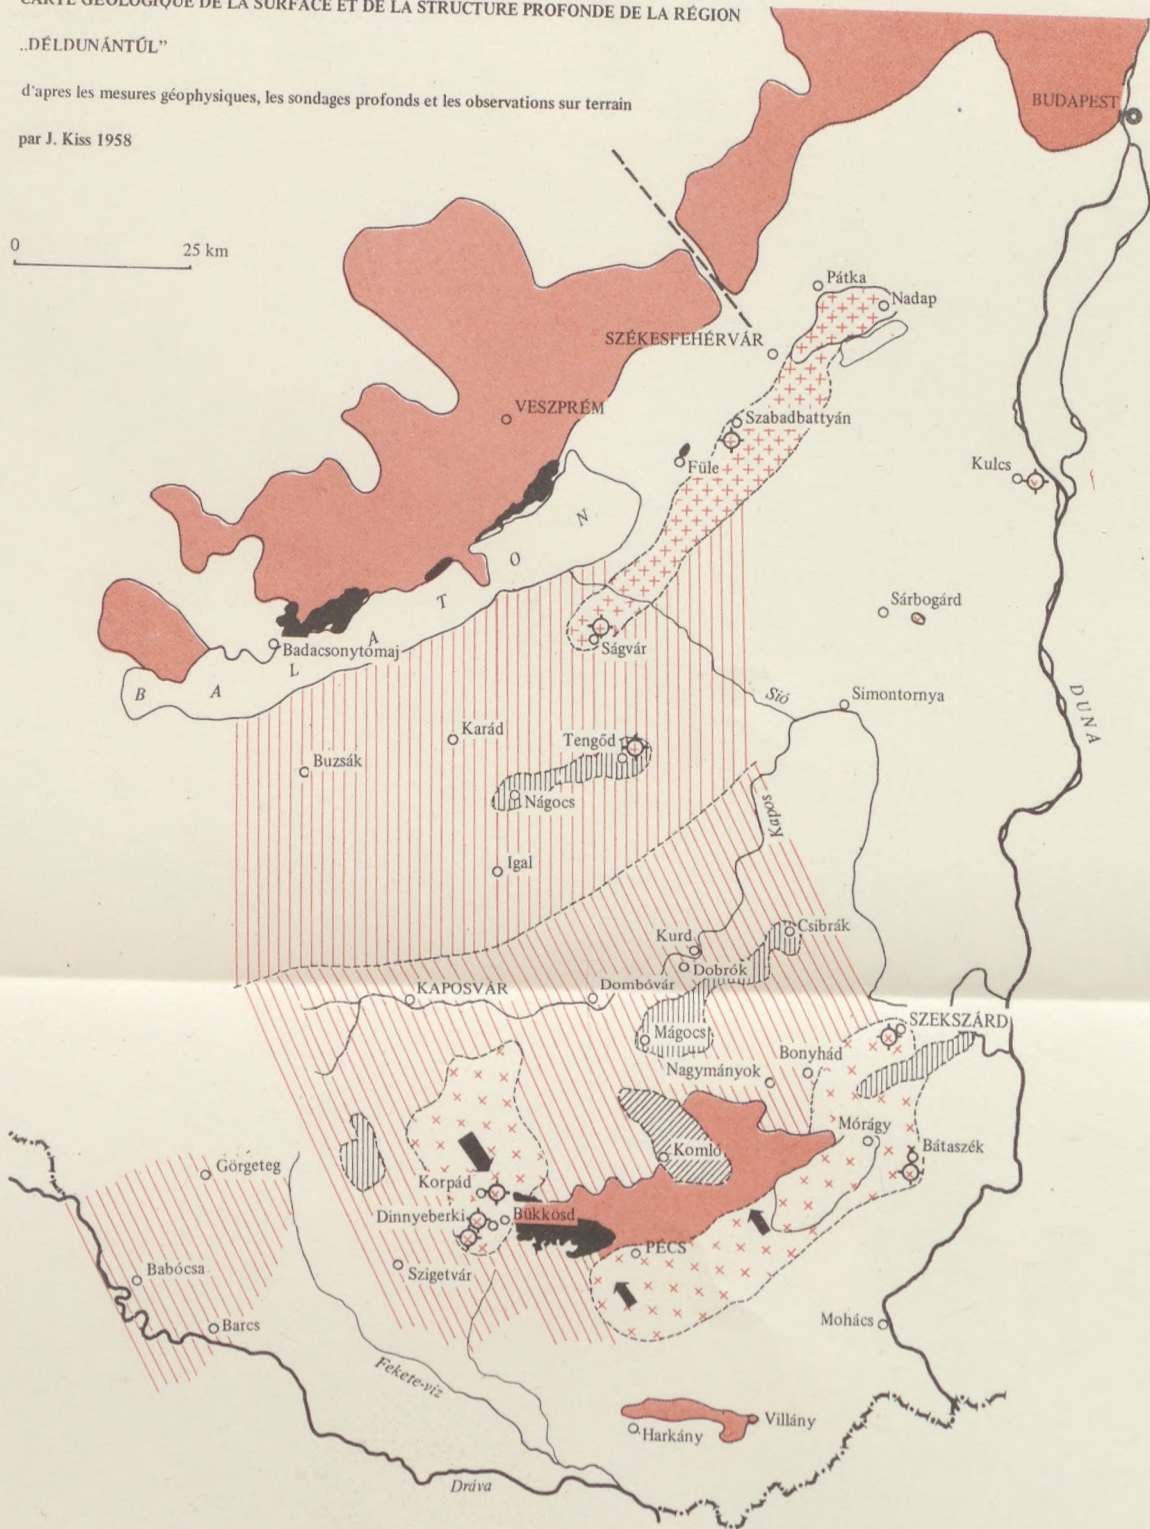 CARTE GÉOLOGIQUE DE LA SURFACE ET DE LA STRUCTURE PROFONDE DE LA RÉGION
„DÉLDUNÁNTÚL”
d'apres les mesures géophysiques, les sondages profonds et les observations sur terrain
par J. Kiss 1958
0 25 km
BUDAPEST
Pátka
Nadap
SZÉKESFEHÉRVÁR
VESZPRÉM
Szabadbattyán
Füle
Kulcs
BALATON
Sárbogárd
Badacsonytomaj
Ságvár
Sió
Simontornya
DUNA
Karád
Tengőd
Buzsák
Nágocs
Kapos
Igal
Csibrák
Kurd
Dobrók
Dombóvár
KAPOSVÁR
SZEKSZÁRD
Mágocs
Bonyhád
Nagymányok
Mórágy
Komló
Bátaszék
Görgeteg
Korpád
Dinnyeberki
Bükkösd
PÉCS
Babócsa
Szigetvár
Barcs
Mohács
Fekete-víz
Villány
Harkány
Dráva